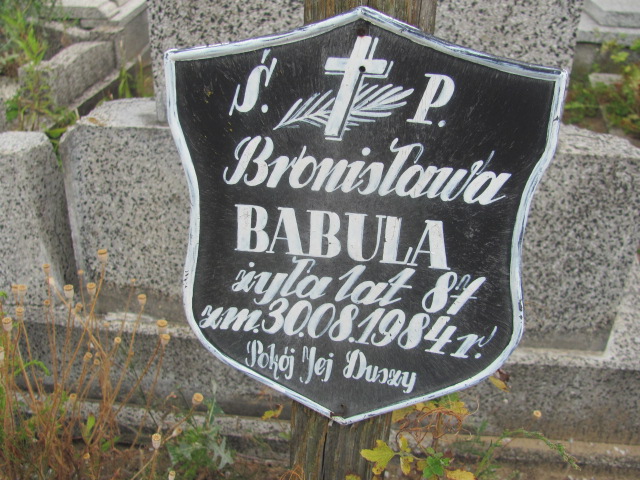 Ś. P.
Bronisława
BABULA
żyła lat 87
zm. 30.08.1984 r.
Pokój Jej Duszy